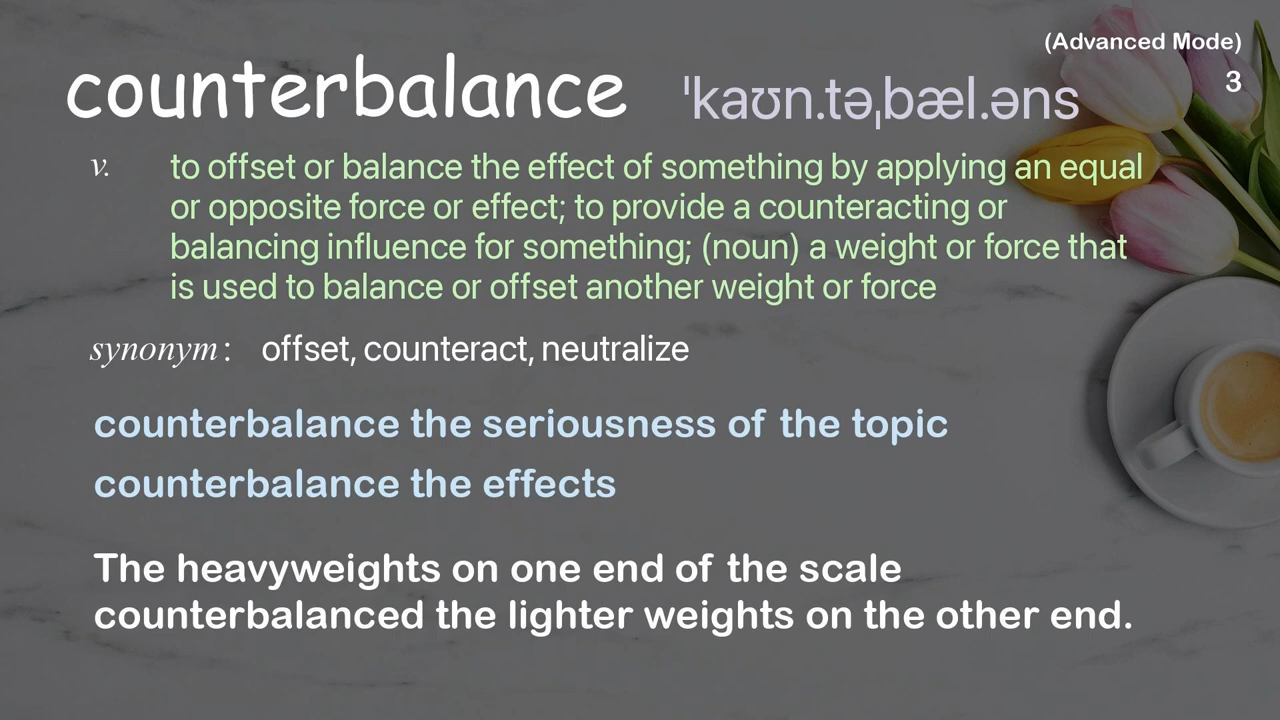 (Advanced Mode)
3
counterbalance ˈkaʊn.təˌbæl.əns
v. to offset or balance the effect of something by applying an equal
or opposite force or effect; to provide a counteracting or
balancing influence for something; (noun) a weight or force that
is used to balance or offset another weight or force
synonym : offset, counteract, neutralize
counterbalance the seriousness of the topic
counterbalance the effects
The heavyweights on one end of the scale
counterbalanced the lighter weights on the other end.